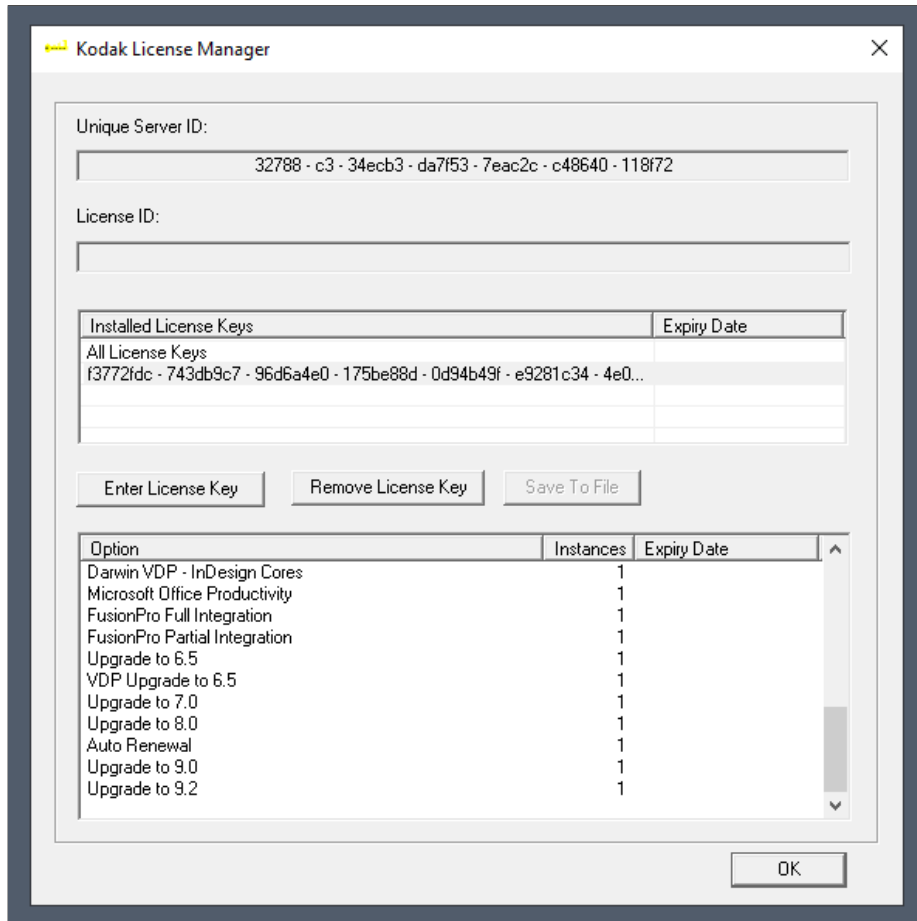 Kodak License Manager
Unique Server ID:
32788 - c3 - 34ecb3 - da7f53 - 7eac2c - c48640 - 118f72
License ID:
Installed License Keys Expiry Date
All License Keys
f3772fdc - 743db9c7 - 96d6a4e0 - 175be88d - 0d94b49f - e9281c34 - 4e0...
Enter License Key Remove License Key Save To File
Option Instances Expiry Date
Darwin VDP - InDesign Cores 1
Microsoft Office Productivity 1
FusionPro Full Integration 1
FusionPro Partial Integration 1
Upgrade to 6.5 1
VDP Upgrade to 6.5 1
Upgrade to 7.0 1
Upgrade to 8.0 1
Auto Renewal 1
Upgrade to 9.0 1
Upgrade to 9.2 1
OK